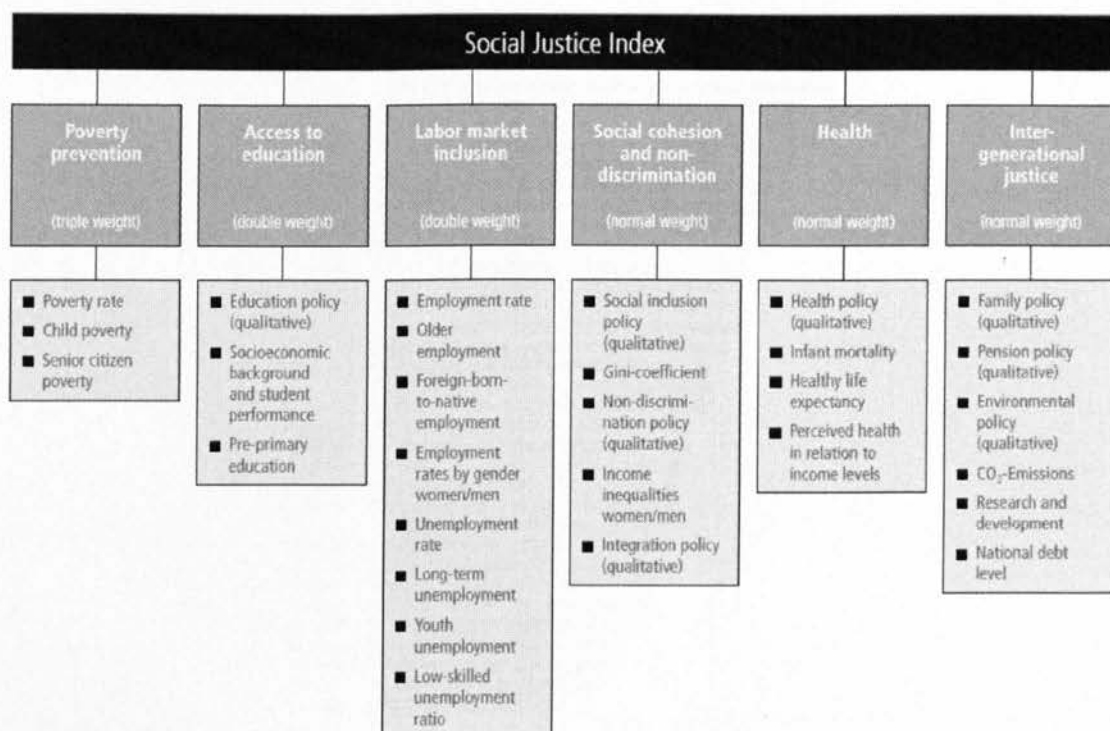 Social Justice Index
Poverty
prevention
(triple weight)
Access to
education
(double weight)
Labor market
inclusion
(double weight)
Social cohesion
and non-
discrimination
(normal weight)
Health
(normal weight)
Inter-
generational
justice
(normal weight)
■ Poverty rate
■ Child poverty
■ Senior citizen
poverty
■ Education policy
(qualitative)
■ Socioeconomic
background
and student
performance
■ Pre-primary
education
■ Employment rate
■ Older
employment
■ Foreign-born-
to-native
employment
■ Employment
rates by gender
women/men
■ Unemployment
rate
■ Long-term
unemployment
■ Youth
unemployment
■ Low-skilled
unemployment
ratio
■ Social inclusion
policy
(qualitative)
■ Gini-coefficient
■ Non-discrimi-
nation policy
(qualitative)
■ Income
inequalities
women/men
■ Integration policy
(qualitative)
■ Health policy
(qualitative)
■ Infant mortality
■ Healthy life
expectancy
■ Perceived health
in relation to
income levels
■ Family policy
(qualitative)
■ Pension policy
(qualitative)
■ Environmental
policy
(qualitative)
■ CO₂-Emissions
■ Research and
development
■ National debt
level